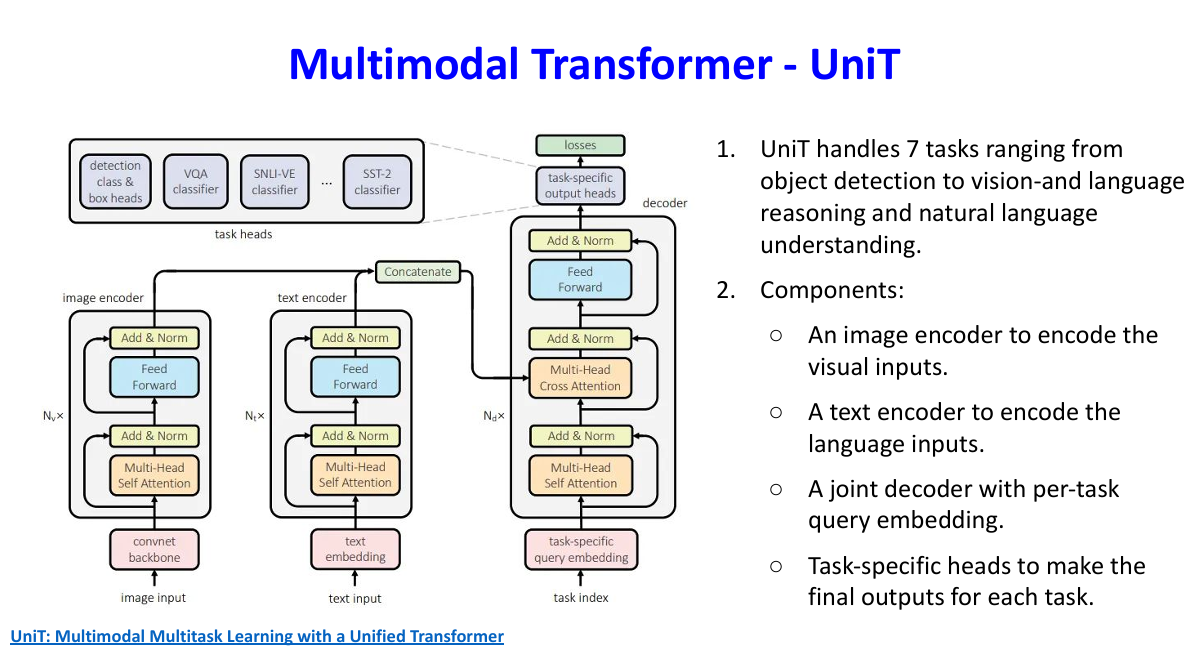 Multimodal Transformer - UniT
detection
class &
box heads
VQA
classifier
SNLI-VE
classifier
...
SST-2
classifier
task heads
losses
task-specific
output heads
decoder
Add & Norm
Feed
Forward
Add & Norm
Multi-Head
Cross Attention
Add & Norm
Multi-Head
Self Attention
Nd×
task-specific
query embedding
task index
Concatenate
image encoder
Add & Norm
Feed
Forward
Nv×
Add & Norm
Multi-Head
Self Attention
convnet
backbone
image input
text encoder
Add & Norm
Feed
Forward
Nt×
Add & Norm
Multi-Head
Self Attention
text
embedding
text input
1. UniT handles 7 tasks ranging from
object detection to vision-and language
reasoning and natural language
understanding.
2. Components:
○ An image encoder to encode the
visual inputs.
○ A text encoder to encode the
language inputs.
○ A joint decoder with per-task
query embedding.
○ Task-specific heads to make the
final outputs for each task.
UniT: Multimodal Multitask Learning with a Unified Transformer